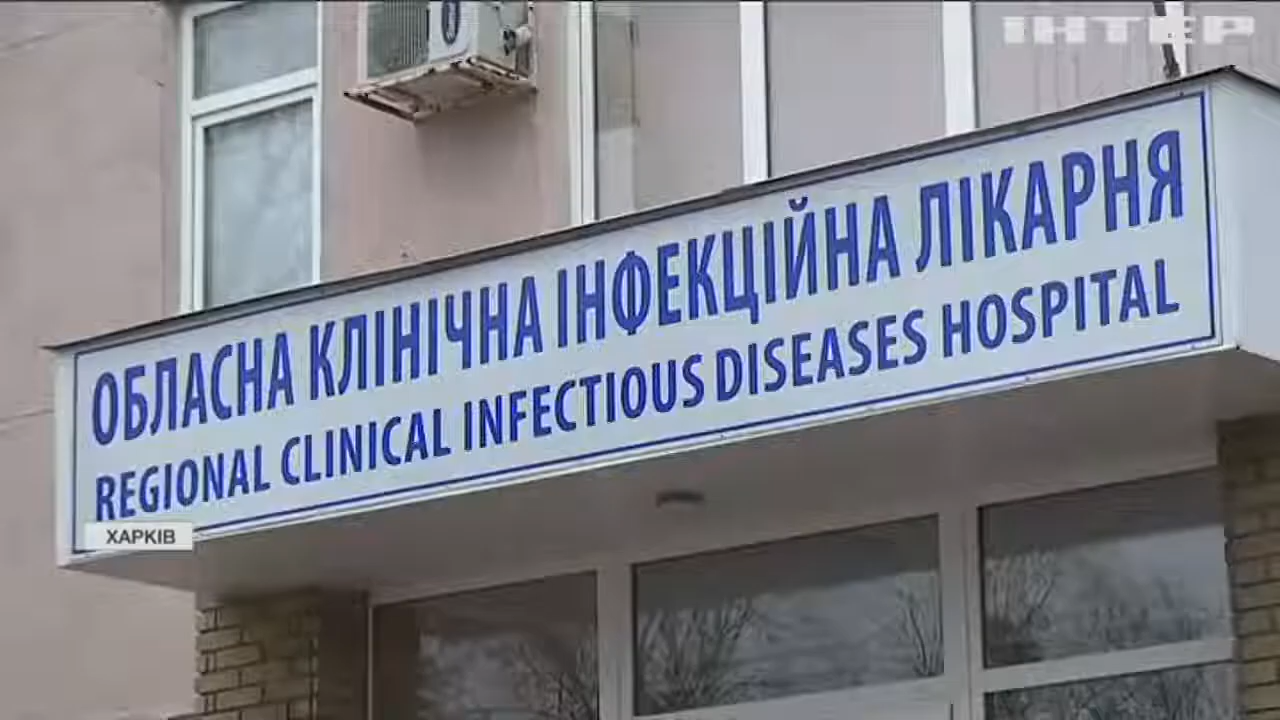 ІНТЕР
ОБЛАСНА КЛІНІЧНА ІНФЕКЦІЙНА ЛІКАРНЯ
REGIONAL CLINICAL INFECTIOUS DISEASES HOSPITAL
ХАРКІВ